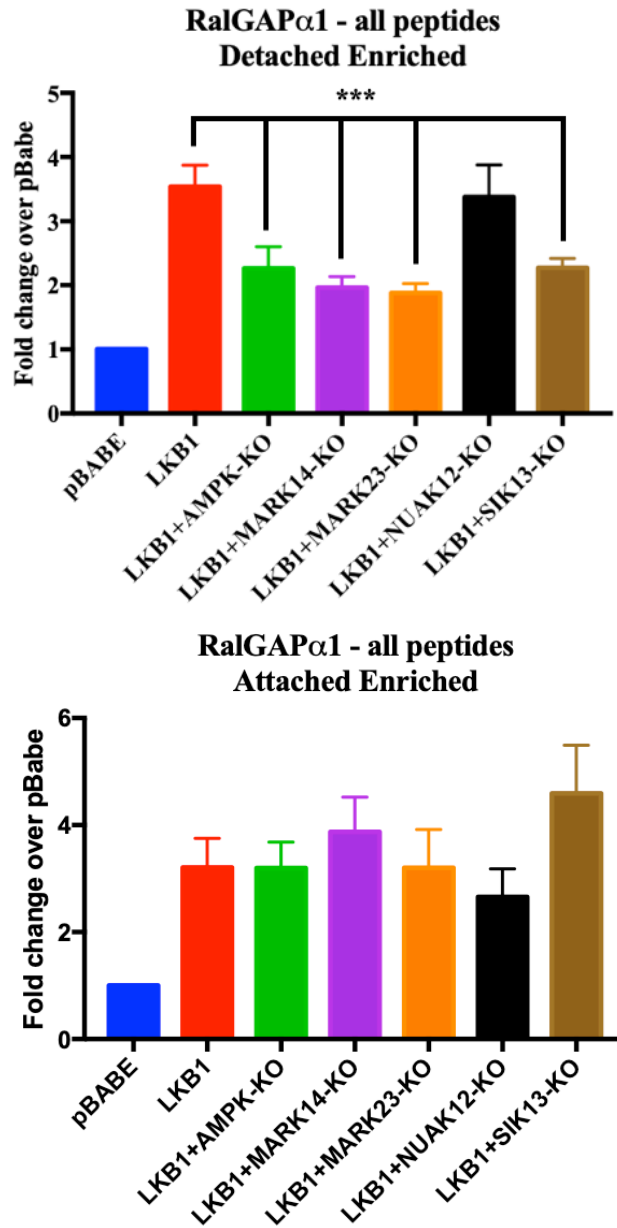 RalGAPα1 - all peptides
Detached Enriched
***
Fold change over pBabe
5
4
3
2
1
0
pBABE
LKB1
LKB1+AMPK-KO
LKB1+MARK14-KO
LKB1+MARK23-KO
LKB1+NUAK12-KO
LKB1+SIK13-KO
RalGAPα1 - all peptides
Attached Enriched
Fold change over pBabe
6
4
2
0
pBABE
LKB1
LKB1+AMPK-KO
LKB1+MARK14-KO
LKB1+MARK23-KO
LKB1+NUAK12-KO
LKB1+SIK13-KO